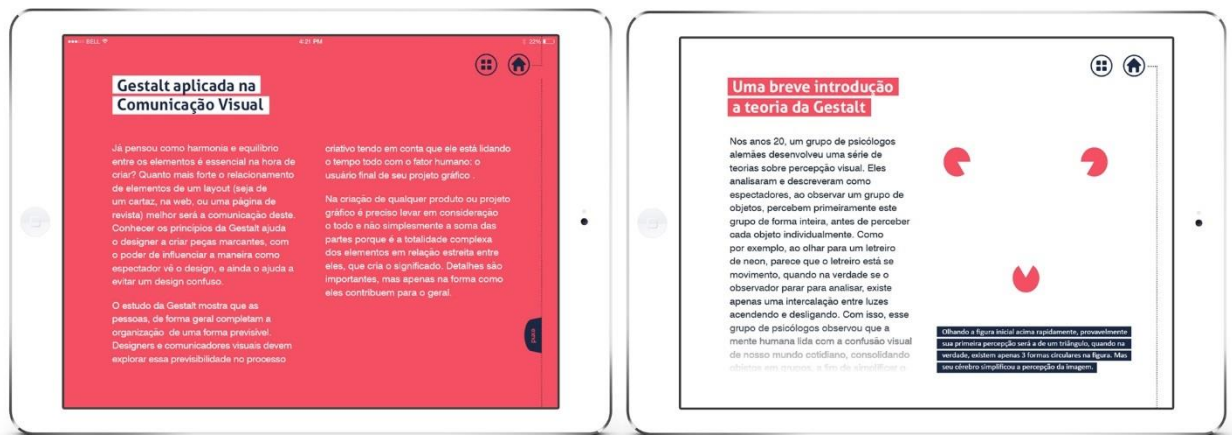 BELL
4:21 PM
22%
Gestalt aplicada na
Comunicação Visual
Já pensou como harmonia e equilíbrio
entre os elementos é essencial na hora de
criar? Quanto mais forte o relacionamento
de elementos de um layout (seja de
um cartaz, na web, ou uma página de
revista) melhor será a comunicação deste.
Conhecer os princípios da Gestalt ajuda
o designer a criar peças marcantes, com
o poder de influenciar a maneira como
espectador vê o design, e ainda o ajuda a
evitar um design confuso.
O estudo da Gestalt mostra que as
pessoas, de forma geral completam a
organização de uma forma previsível.
Designers e comunicadores visuais devem
explorar essa previsibilidade no processo
criativo tendo em conta que ele está lidando
o tempo todo com o fator humano: o
usuário final de seu projeto gráfico .
Na criação de qualquer produto ou projeto
gráfico é preciso levar em consideração
o todo e não simplesmente a soma das
partes porque é a totalidade complexa
dos elementos em relação estreita entre
eles, que cria o significado. Detalhes são
importantes, mas apenas na forma como
eles contribuem para o geral.
puxe
Uma breve introdução
a teoria da Gestalt
Nos anos 20, um grupo de psicólogos
alemães desenvolveu uma série de
teorias sobre percepção visual. Eles
analisaram e descreveram como
espectadores, ao observar um grupo de
objetos, percebem primeiramente este
grupo de forma inteira, antes de perceber
cada objeto individualmente. Como
por exemplo, ao olhar para um letreiro
de neon, parece que o letreiro está se
movimento, quando na verdade se o
observador parar para analisar, existe
apenas uma intercalação entre luzes
acendendo e desligando. Com isso, esse
grupo de psicólogos observou que a
mente humana lida com a confusão visual
de nosso mundo cotidiano, consolidando
objetos em grupos, a fim de simplificar o
Olhando a figura inicial acima rapidamente, provavelmente
sua primeira percepção será a de um triângulo, quando na
verdade, existem apenas 3 formas circulares na figura. Mas
seu cérebro simplificou a percepção da imagem.